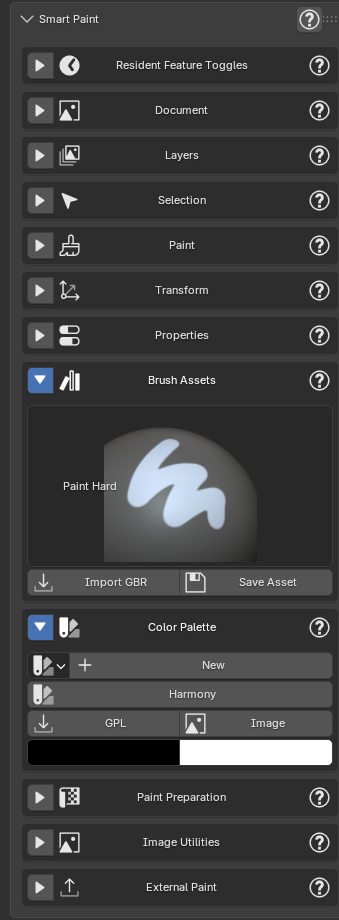 Smart Paint
Resident Feature Toggles
Document
Layers
Selection
Paint
Transform
Properties
Brush Assets
Paint Hard
Import GBR
Save Asset
Color Palette
New
Harmony
GPL
Image
Paint Preparation
Image Utilities
External Paint